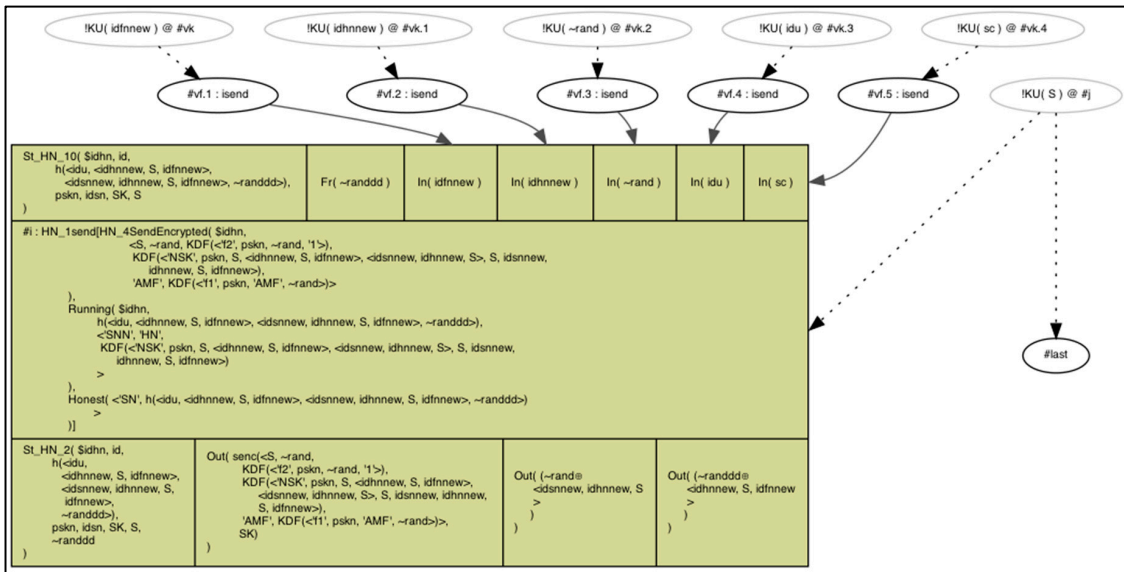 !KU( idfnnew ) @ #vk
!KU( idhnnew ) @ #vk.1
!KU( ~rand ) @ #vk.2
!KU( idu ) @ #vk.3
!KU( sc ) @ #vk.4
#vf.1 : isend
#vf.2 : isend
#vf.3 : isend
#vf.4 : isend
#vf.5 : isend
!KU( S ) @ #j
St_HN_10( $idhn, id,
h(<idu, <idhnnew, S, idfnnew>,
<idsnnew, idhnnew, S, idfnnew>, ~randdd>),
pskn, idsn, SK, S
)
Fr( ~randdd )
In( idfnnew )
In( idhnnew )
In( ~rand )
In( idu )
In( sc )
#i : HN_1send[HN_4SendEncrypted( $idhn,
<S, ~rand, KDF(<'f2', pskn, ~rand, '1'>),
KDF(<'NSK', pskn, S, <idhnnew, S, idfnnew>, <idsnnew, idhnnew, S>, S, idsnnew,
idhnnew, S, idfnnew>),
'AMF', KDF(<'f1', pskn, 'AMF', ~rand>)>
),
Running( $idhn,
h(<idu, <idhnnew, S, idfnnew>, <idsnnew, idhnnew, S, idfnnew>, ~randdd>),
<'SNN', 'HN',
KDF(<'NSK', pskn, S, <idhnnew, S, idfnnew>, <idsnnew, idhnnew, S>, S, idsnnew,
idhnnew, S, idfnnew>)
>
),
Honest( <'SN', h(<idu, <idhnnew, S, idfnnew>, <idsnnew, idhnnew, S, idfnnew>, ~randdd>)
>
)]
#last
St_HN_2( $idhn, id,
h(<idu,
<idhnnew, S, idfnnew>,
<idsnnew, idhnnew, S,
idfnnew>,
~randdd>),
pskn, idsn, SK, S,
~randdd
)
Out( senc(<S, ~rand,
KDF(<'f2', pskn, ~rand, '1'>),
KDF(<'NSK', pskn, S, <idhnnew, S, idfnnew>,
<idsnnew, idhnnew, S>, S, idsnnew, idhnnew,
S, idfnnew>),
'AMF', KDF(<'f1', pskn, 'AMF', ~rand>)>,
SK)
)
Out( (~rand⊕
<idsnnew, idhnnew, S
>
)
)
Out( (~randdd⊕
<idhnnew, S, idfnnew
>
)
)